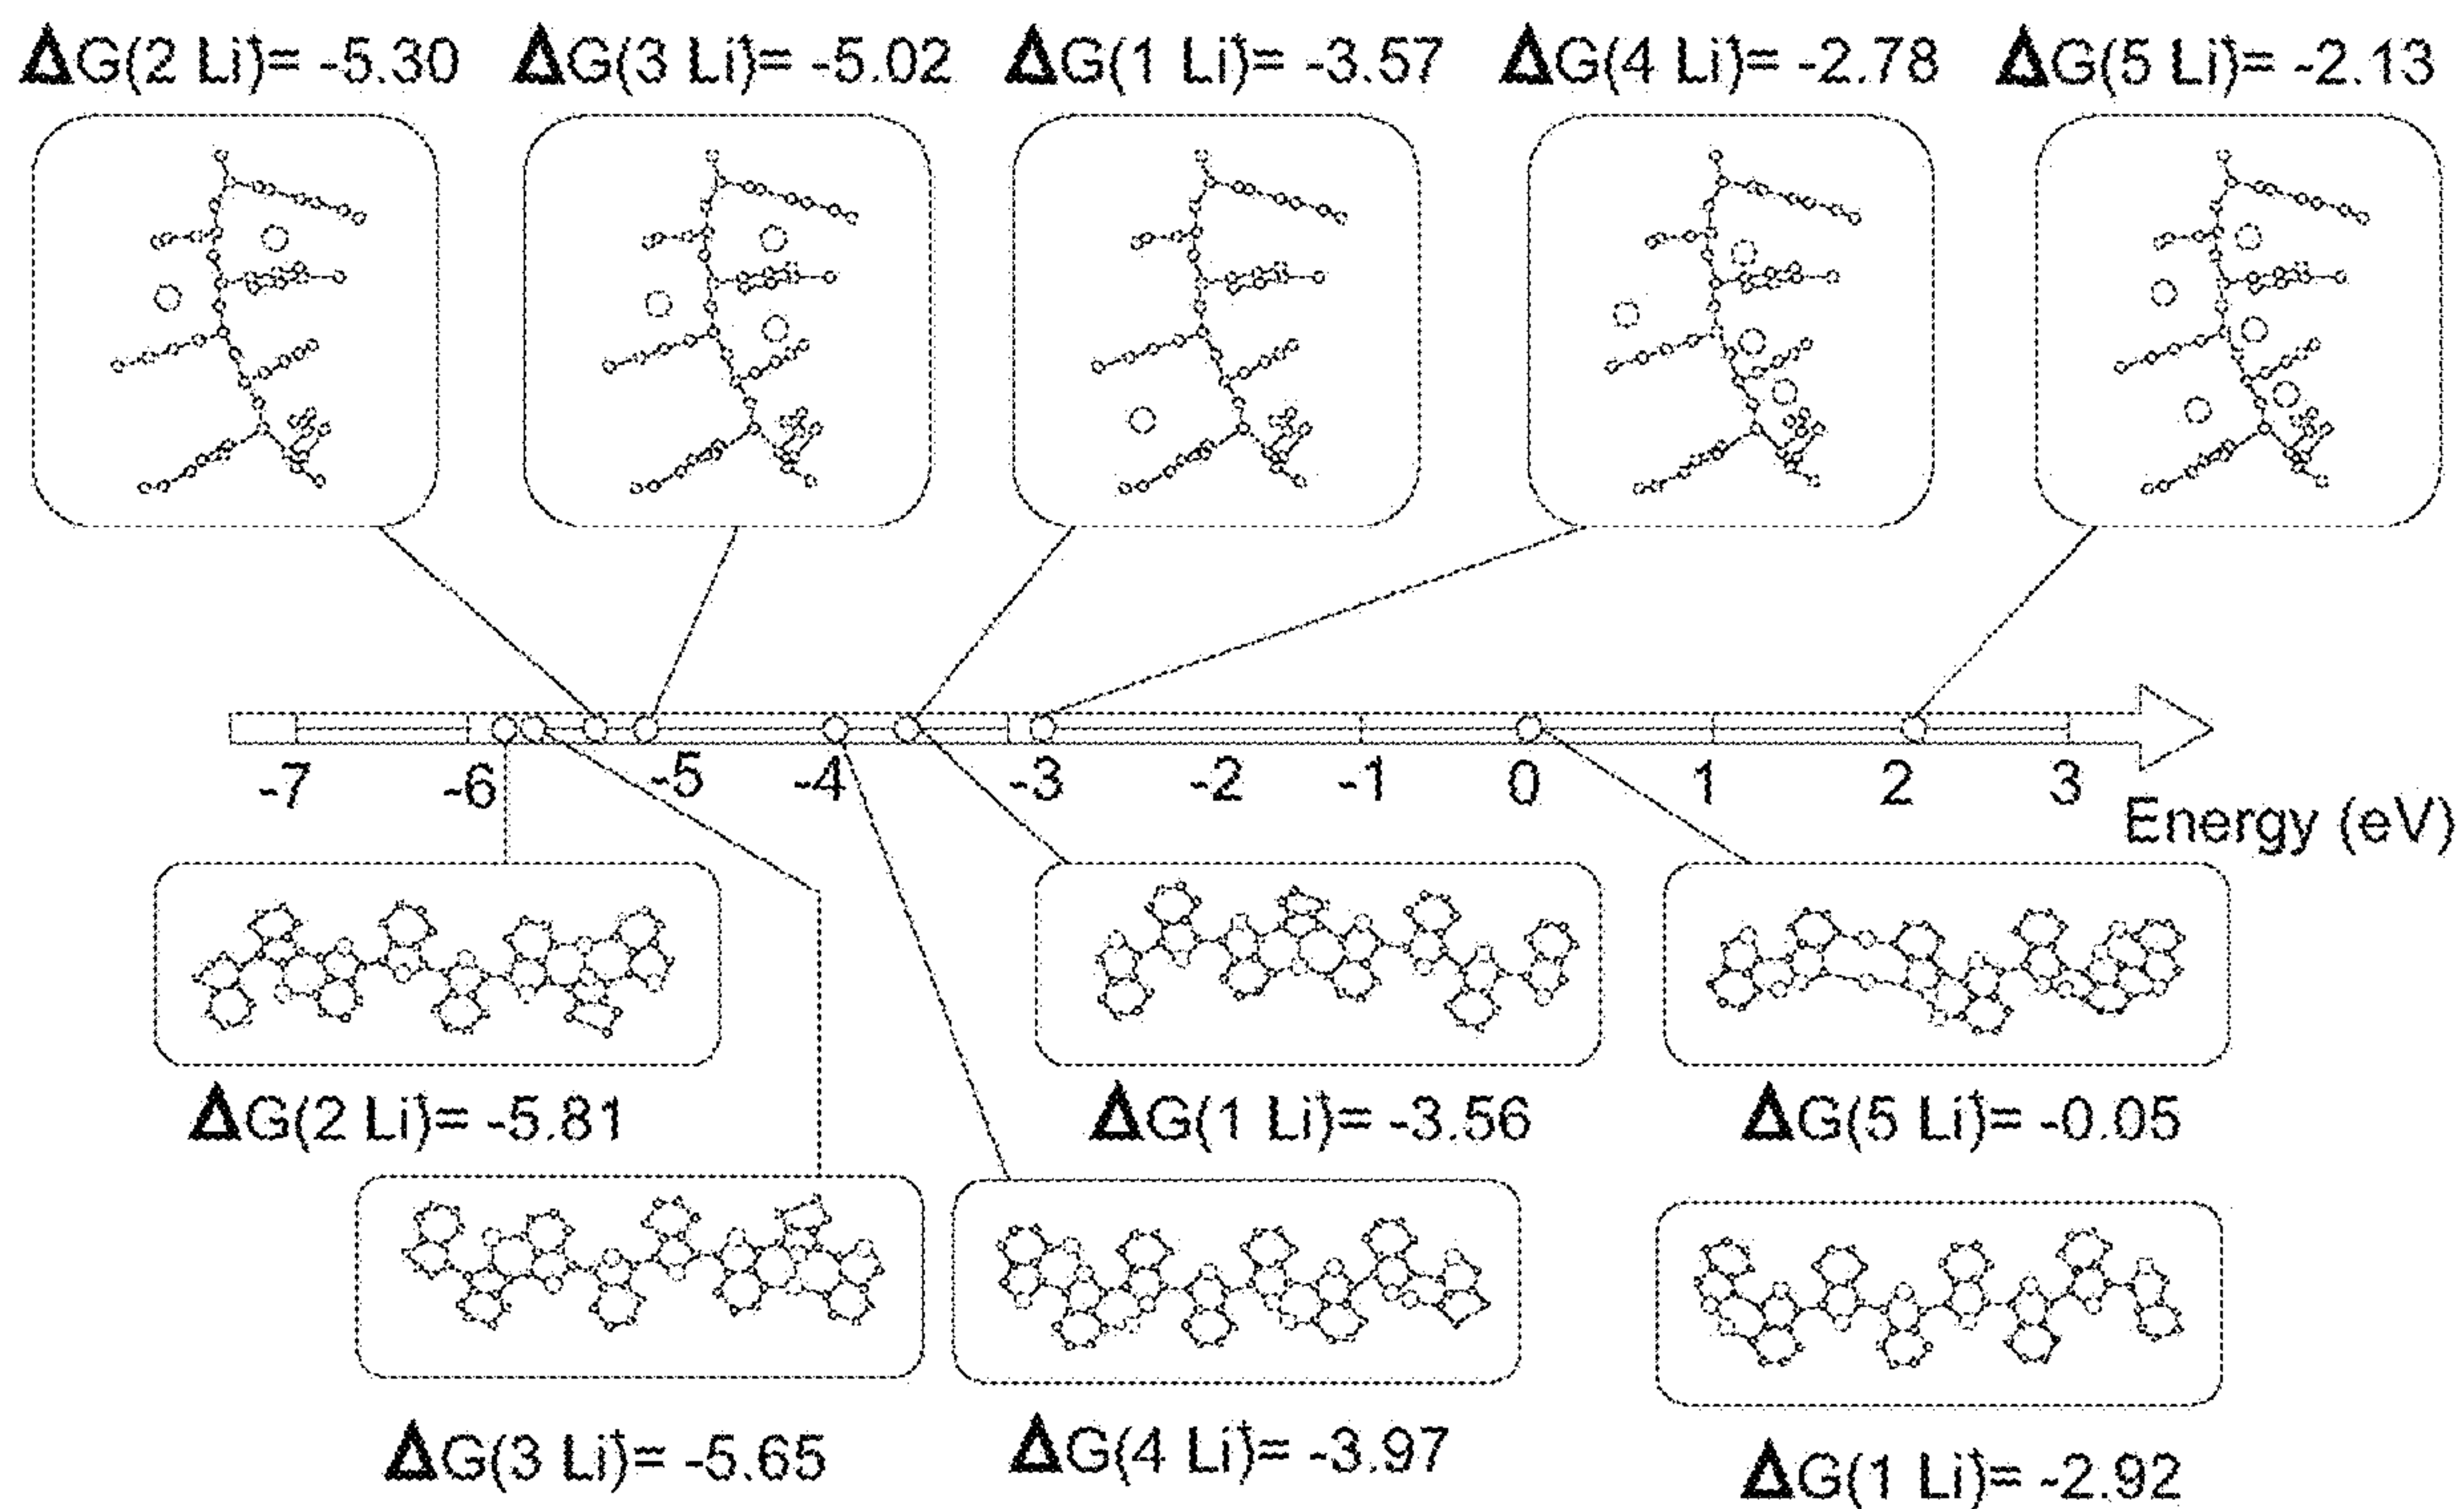 ΔG(2 Li)= -5.30 ΔG(3 Li)= -5.02 ΔG(1 Li)= -3.57 ΔG(4 Li)= -2.78 ΔG(5 Li)= -2.13
-7 -6 -5 -4 -3 -2 -1 0 1 2 3
Energy (eV)
ΔG(2 Li)= -5.81 ΔG(1 Li)= -3.56 ΔG(5 Li)= -0.05
ΔG(3 Li)= -5.65 ΔG(4 Li)= -3.97 ΔG(1 Li)= -2.92